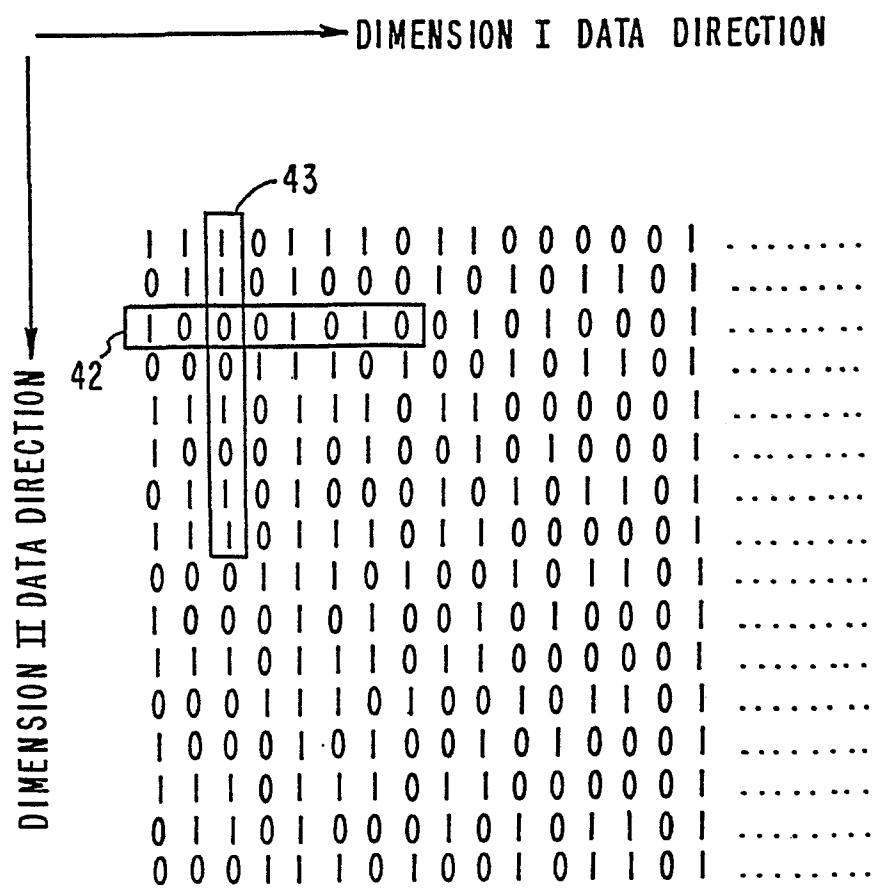 DIMENSION I DATA DIRECTION
43
1 1 1 0 1 1 1 0 1 1 0 0 0 0 0 1 ........
0 1 1 0 1 0 0 0 1 0 1 0 1 1 0 1 ........
1 0 0 0 1 0 1 0 0 1 0 1 0 0 0 1 ........
42
0 0 0 1 1 1 0 1 0 0 1 0 1 1 0 1 ........
1 1 1 0 1 1 1 0 1 1 0 0 0 0 0 1 ........
1 0 0 0 1 0 1 0 0 1 0 1 0 0 0 1 ........
0 1 1 0 1 0 0 0 1 0 1 0 1 1 0 1 ........
1 1 1 0 1 1 1 0 1 1 0 0 0 0 0 1 ........
0 0 0 1 1 1 0 1 0 0 1 0 1 1 0 1 ........
1 0 0 0 1 0 1 0 0 1 0 1 0 0 0 1 ........
1 1 1 0 1 1 1 0 1 1 0 0 0 0 0 1 ........
0 0 0 1 1 1 0 1 0 0 1 0 1 1 0 1 ........
1 0 0 0 1 0 1 0 0 1 0 1 0 0 0 1 ........
1 1 1 0 1 1 1 0 1 1 0 0 0 0 0 1 ........
0 1 1 0 1 0 0 0 1 0 1 0 1 1 0 1 ........
0 0 0 1 1 1 0 1 0 0 1 0 1 1 0 1 ........
DIMENSION II DATA DIRECTION